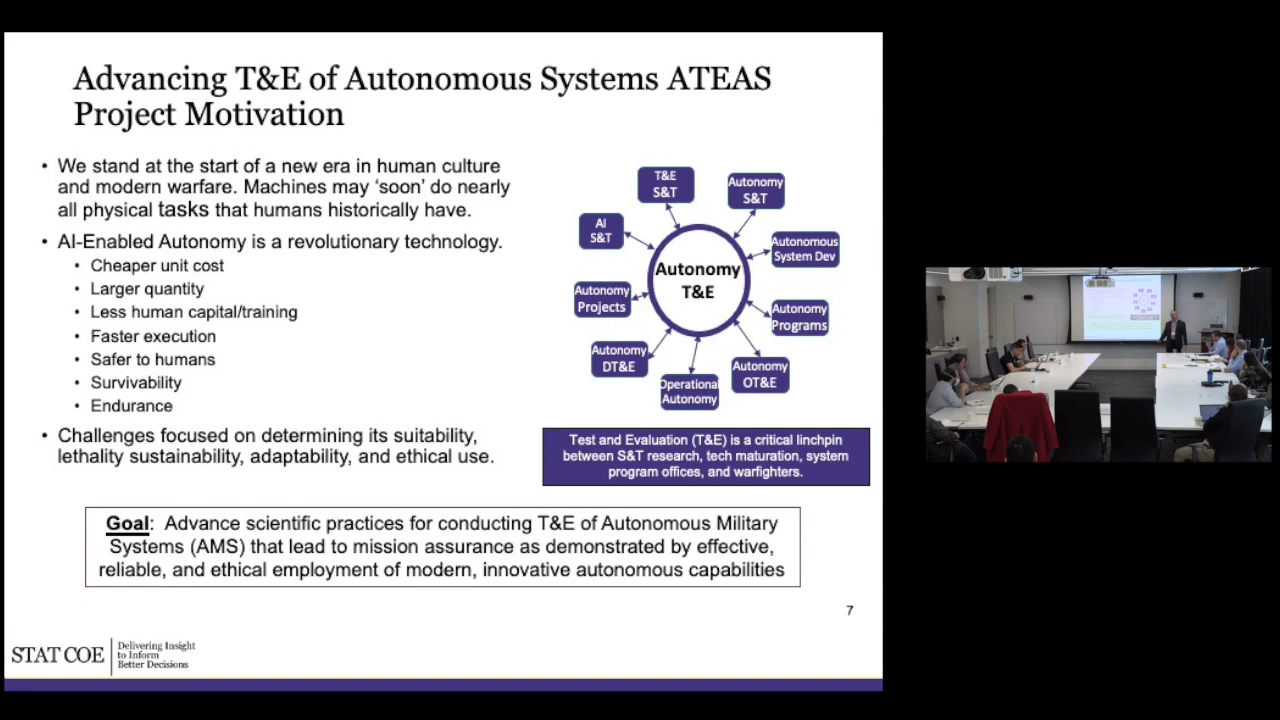 Advancing T&E of Autonomous Systems ATEAS
Project Motivation
• We stand at the start of a new era in human culture
and modern warfare. Machines may ‘soon’ do nearly
all physical tasks that humans historically have.
• AI-Enabled Autonomy is a revolutionary technology.
• Cheaper unit cost
• Larger quantity
• Less human capital/training
• Faster execution
• Safer to humans
• Survivability
• Endurance
• Challenges focused on determining its suitability,
lethality sustainability, adaptability, and ethical use.
T&E
S&T
Autonomy
S&T
AI
S&T
Autonomous
System Dev
Autonomy
T&E
Autonomy
Projects
Autonomy
Programs
Autonomy
DT&E
Operational
Autonomy
Autonomy
OT&E
Test and Evaluation (T&E) is a critical linchpin
between S&T research, tech maturation, system
program offices, and warfighters.
Goal: Advance scientific practices for conducting T&E of Autonomous Military
Systems (AMS) that lead to mission assurance as demonstrated by effective,
reliable, and ethical employment of modern, innovative autonomous capabilities
7
STAT COE
Delivering Insight
to Inform
Better Decisions